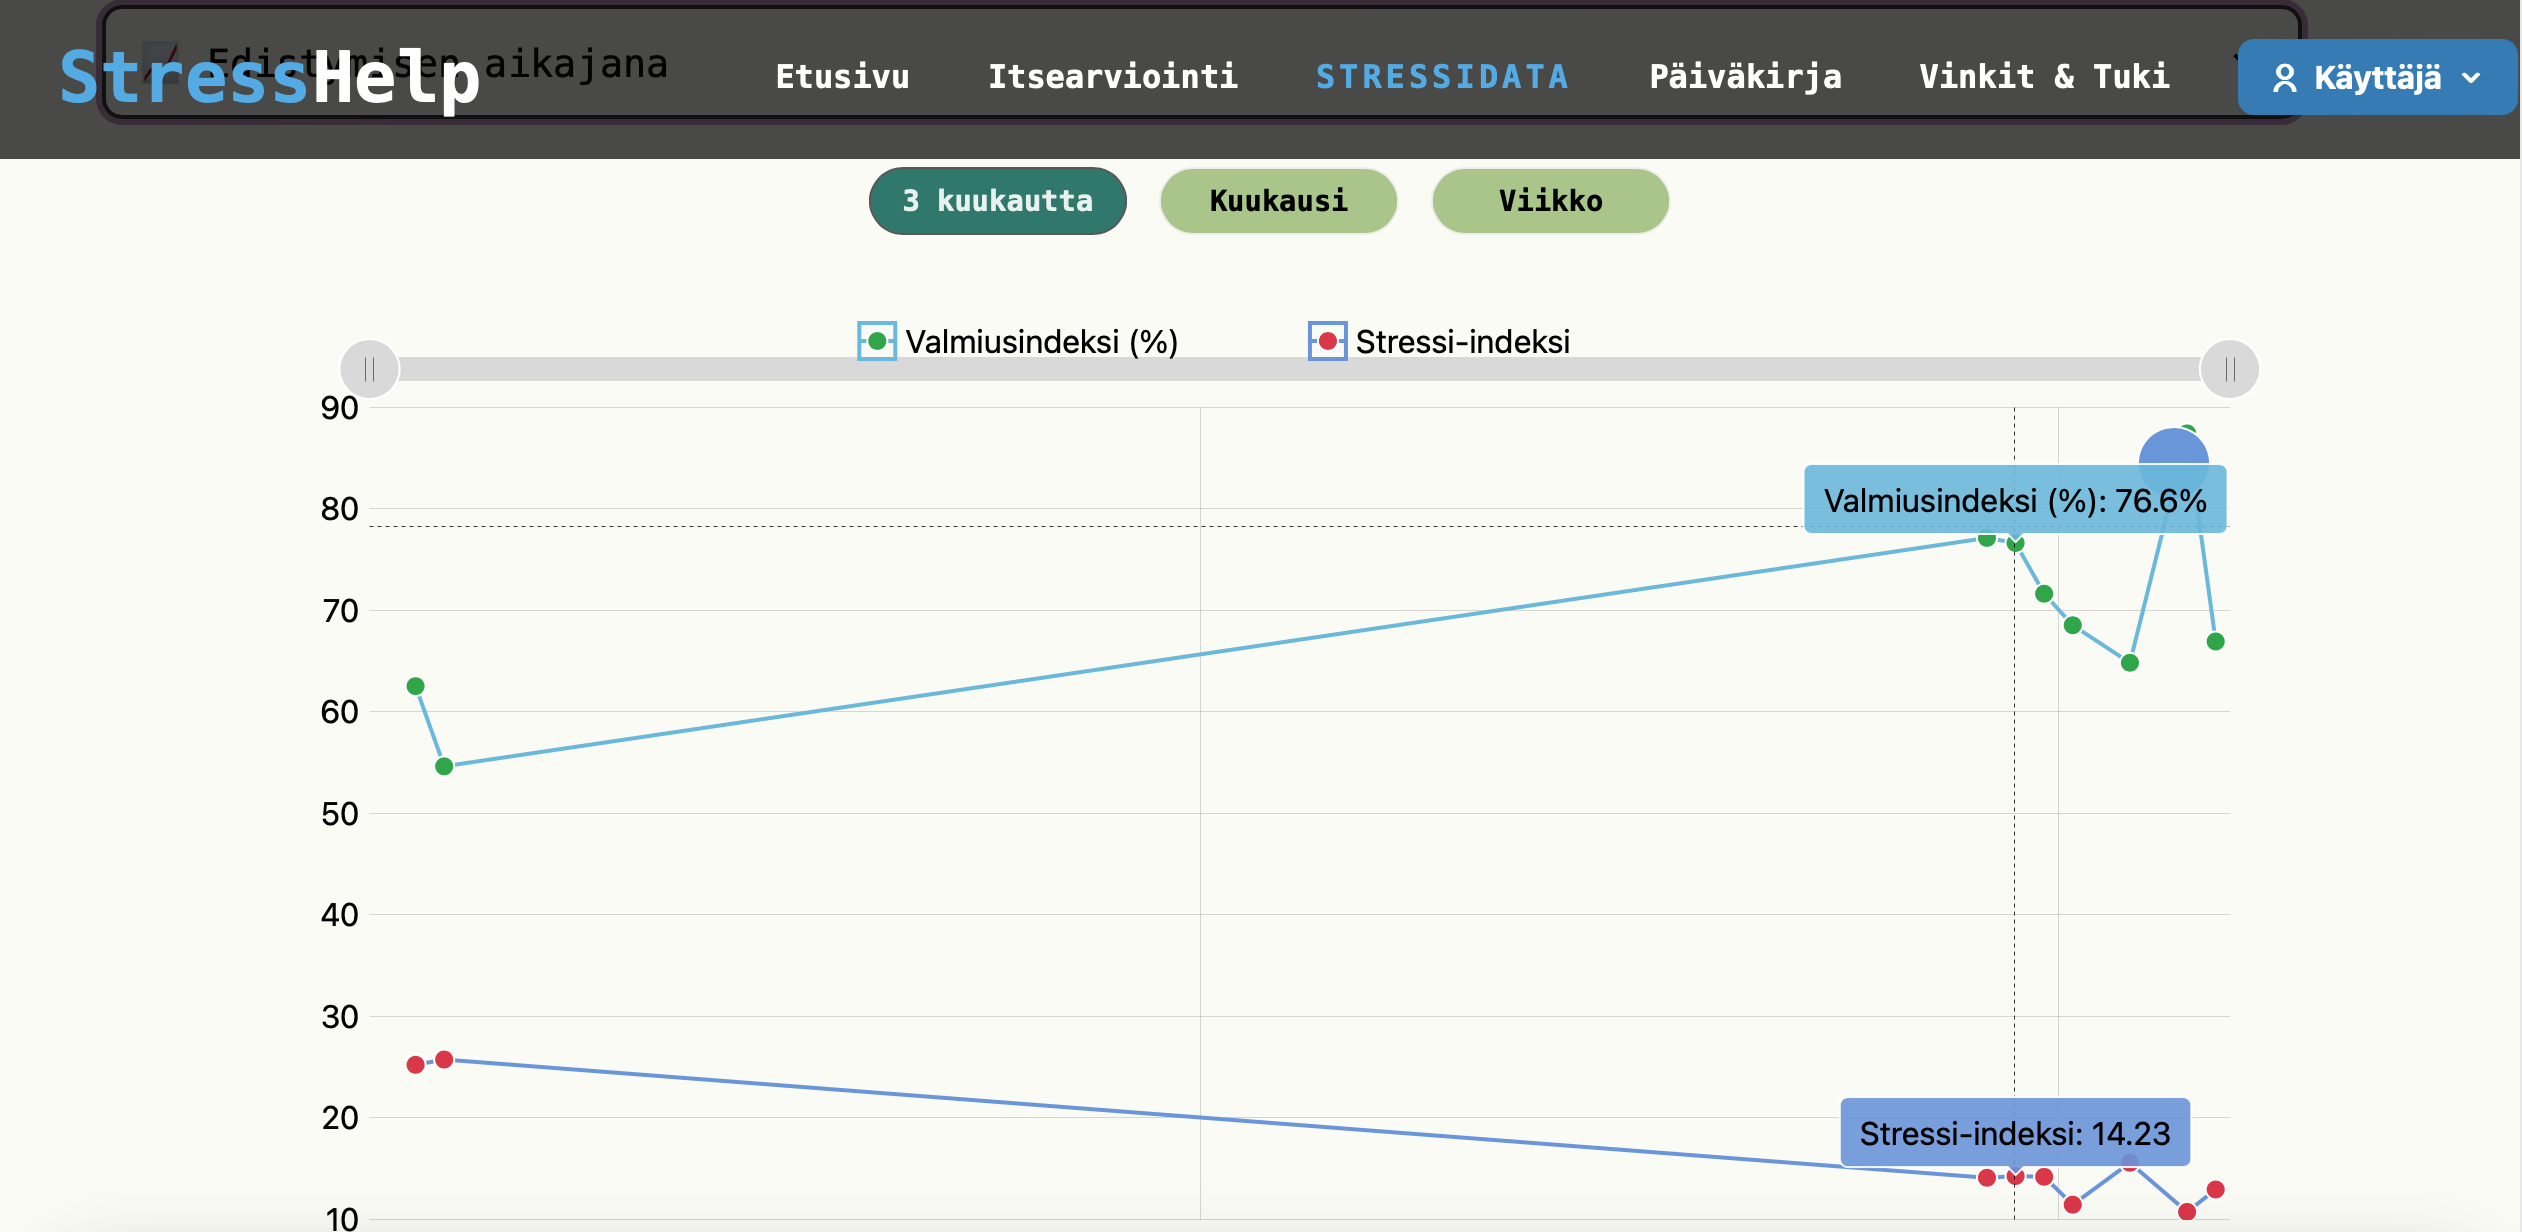 Edistymisen aikajana
StressHelp
Etusivu
Itsearviointi
STRESSIDATA
Päiväkirja
Vinkit & Tuki
Käyttäjä
3 kuukautta
Kuukausi
Viikko
Valmiusindeksi (%)
Stressi-indeksi
90
80
Valmiusindeksi (%): 76.6%
70
60
50
40
30
20
Stressi-indeksi: 14.23
10